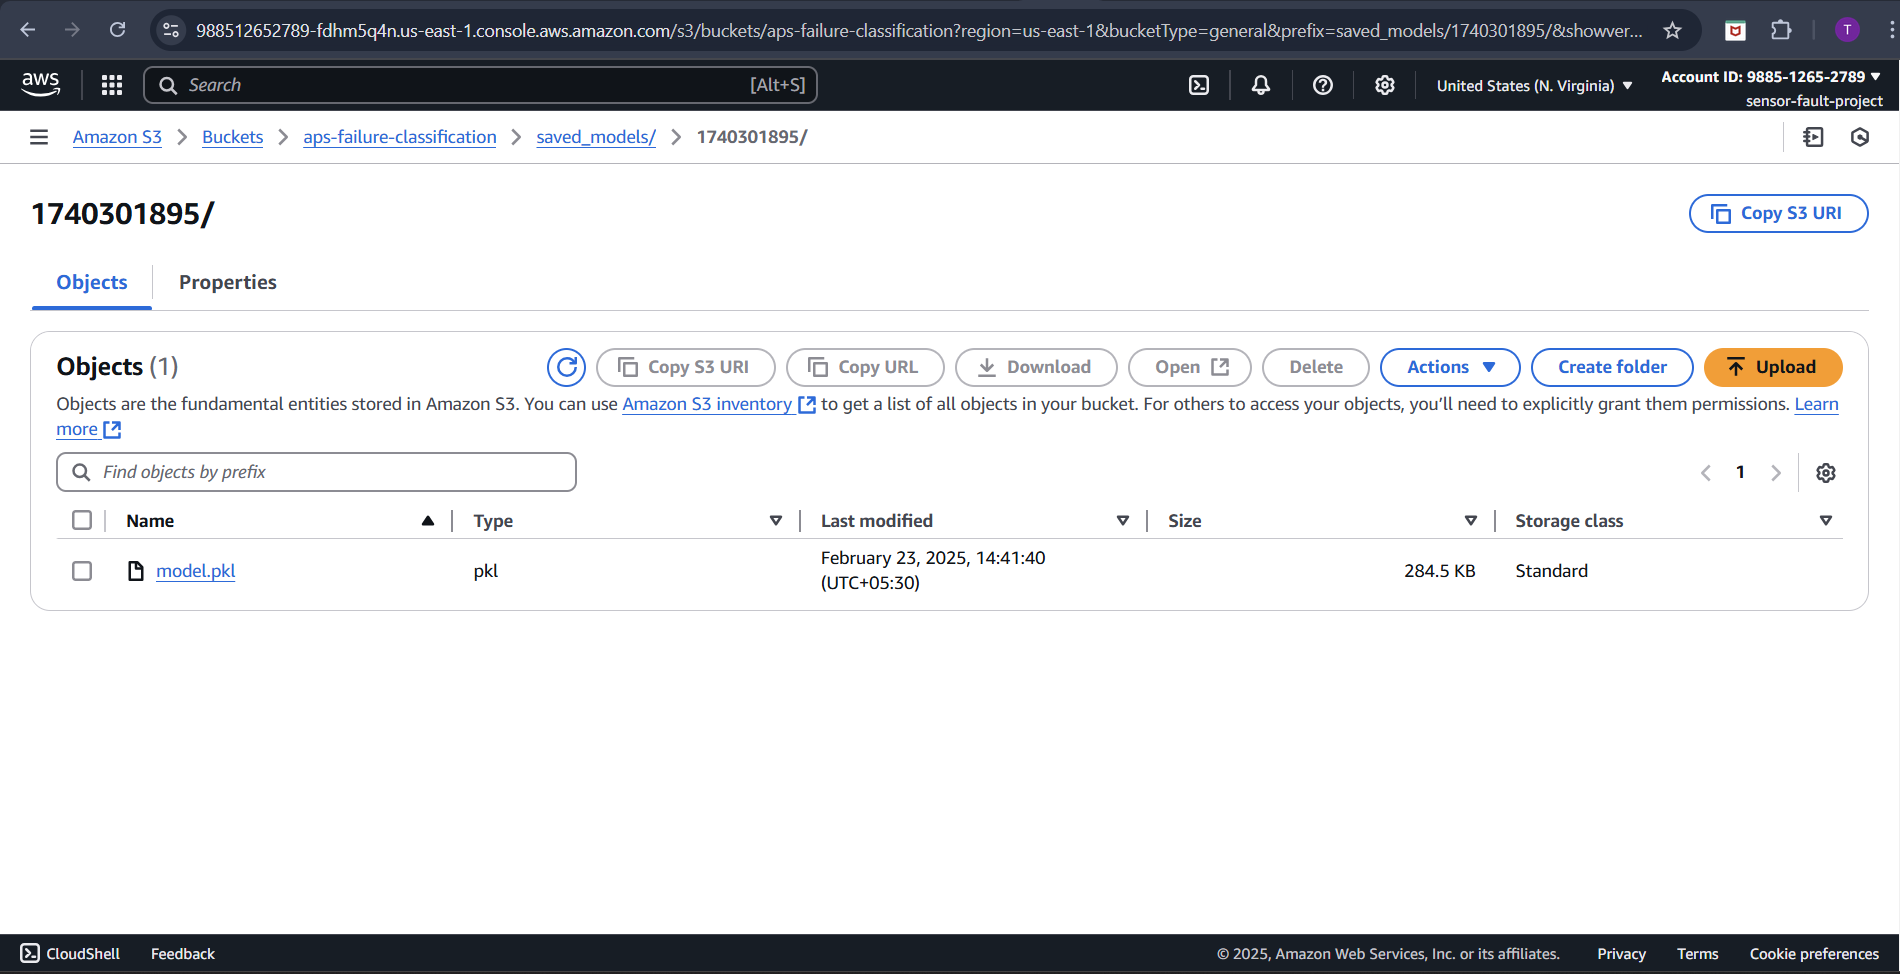 988512652789-fdhm5q4n.us-east-1.console.aws.amazon.com/s3/buckets/aps-failure-classification?region=us-east-1&bucketType=general&prefix=saved_models/1740301895/&showver...
T
aws
Search
[Alt+S]
United States (N. Virginia)
Account ID: 9885-1265-2789
sensor-fault-project
Amazon S3 > Buckets > aps-failure-classification > saved_models/ > 1740301895/
1740301895/
Copy S3 URI
Objects
Properties
Objects (1)
Copy S3 URI
Copy URL
Download
Open
Delete
Actions
Create folder
Upload
Objects are the fundamental entities stored in Amazon S3. You can use Amazon S3 inventory to get a list of all objects in your bucket. For others to access your objects, you’ll need to explicitly grant them permissions. Learn
more
Find objects by prefix
1
Name
Type
Last modified
Size
Storage class
model.pkl
pkl
February 23, 2025, 14:41:40
(UTC+05:30)
284.5 KB
Standard
CloudShell
Feedback
© 2025, Amazon Web Services, Inc. or its affiliates.
Privacy
Terms
Cookie preferences